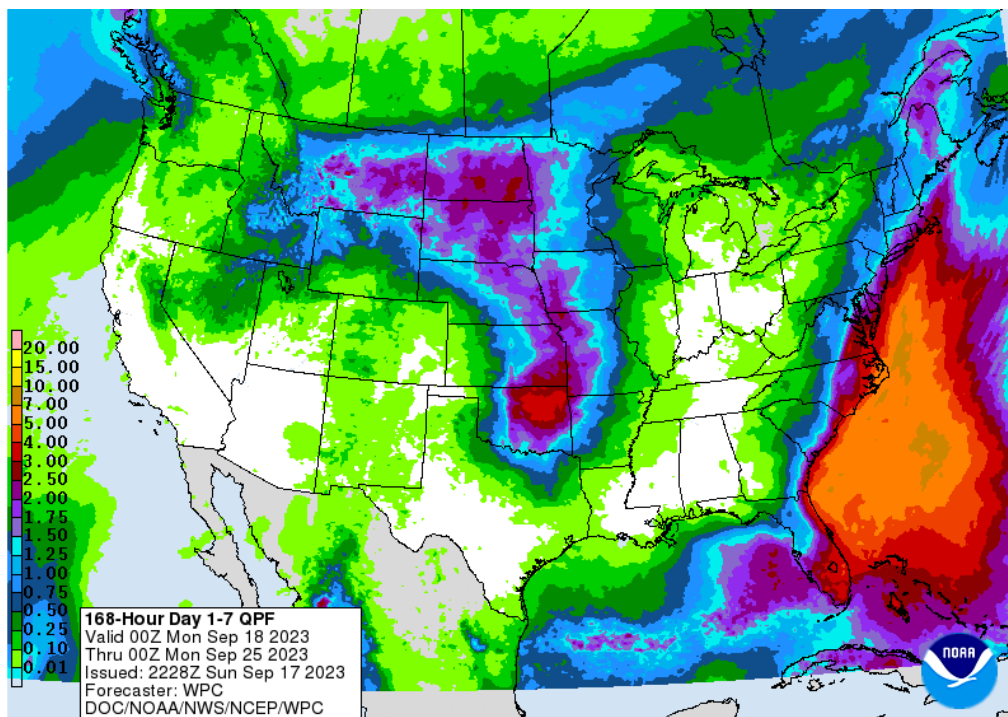 20.00
15.00
10.00
7.00
5.00
4.00
3.00
2.50
2.00
1.75
1.50
1.25
1.00
0.75
0.50
0.25
0.10
0.01
168-Hour Day 1-7 QPF
Valid 00Z Mon Sep 18 2023
Thru 00Z Mon Sep 25 2023
Issued: 2228Z Sun Sep 17 2023
Forecaster: WPC
DOC/NOAA/NWS/NCEP/WPC
NOAA